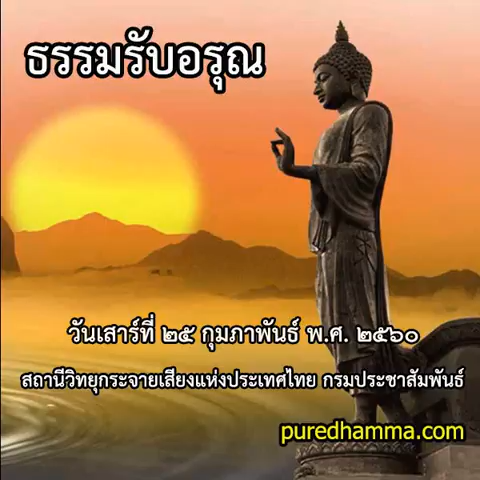 ธรรมรับอรุณ
วันเสาร์ที่ ๒๕ กุมภาพันธ์ พ.ศ. ๒๕๖๐
สถานีวิทยุกระจายเสียงแห่งประเทศไทย กรมประชาสัมพันธ์
puredhamma.com